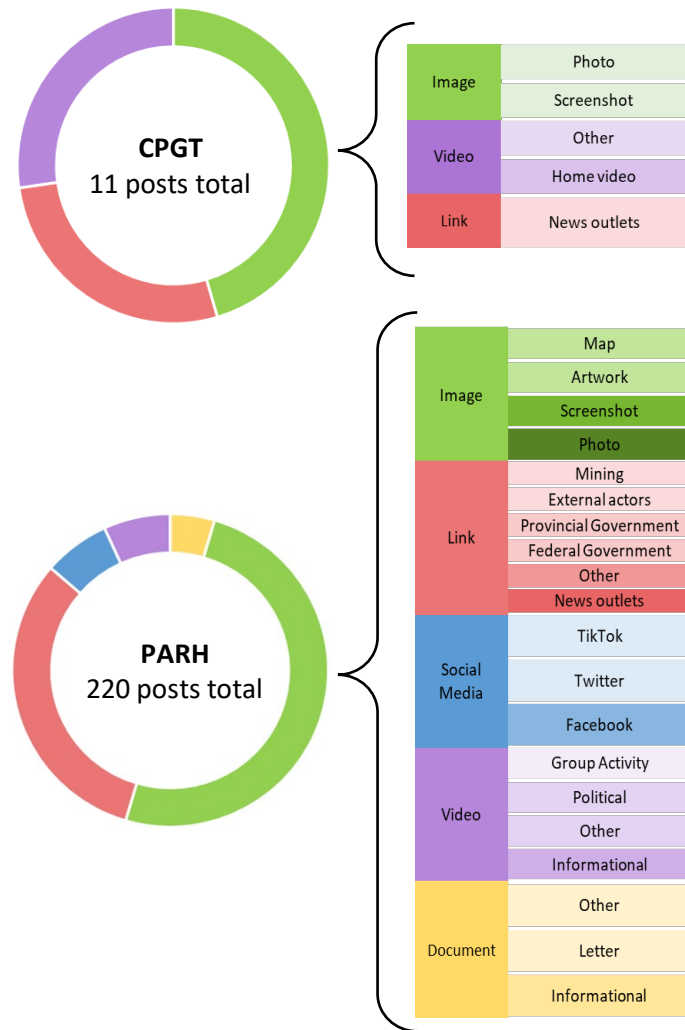 CPGT
11 posts total
Image
Photo
Screenshot
Video
Other
Home video
Link
News outlets
PARH
220 posts total
Image
Map
Artwork
Screenshot
Photo
Link
Mining
External actors
Provincial Government
Federal Government
Other
News outlets
Social
Media
TikTok
Twitter
Facebook
Video
Group Activity
Political
Other
Informational
Document
Other
Letter
Informational